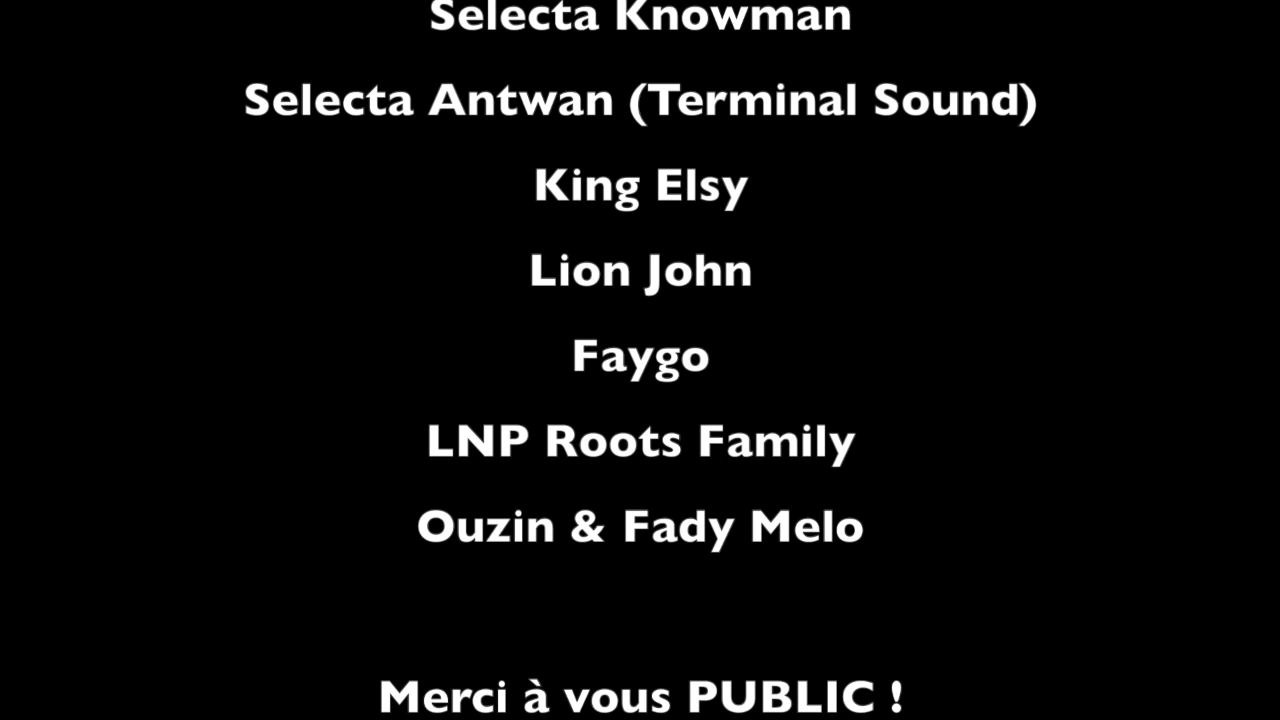 Selecta Knowman
Selecta Antwan (Terminal Sound)
King Elsy
Lion John
Faygo
LNP Roots Family
Ouzin & Fady Melo
Merci à vous PUBLIC !